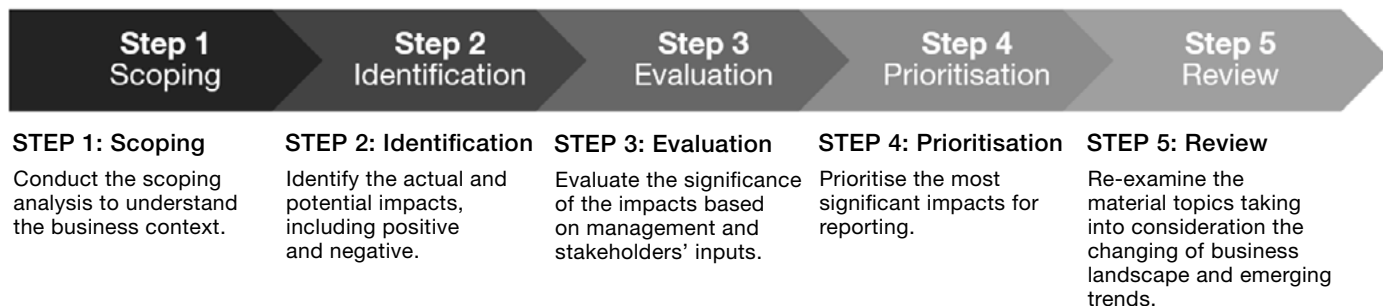 Step 1
Scoping
Step 2
Identification
Step 3
Evaluation
Step 4
Prioritisation
Step 5
Review
STEP 1: Scoping
Conduct the scoping
analysis to understand
the business context.
STEP 2: Identification
Identify the actual and
potential impacts,
including positive
and negative.
STEP 3: Evaluation
Evaluate the significance
of the impacts based
on management and
stakeholders' inputs.
STEP 4: Prioritisation
Prioritise the most
significant impacts for
reporting.
STEP 5: Review
Re-examine the
material topics taking
into consideration the
changing of business
landscape and emerging
trends.